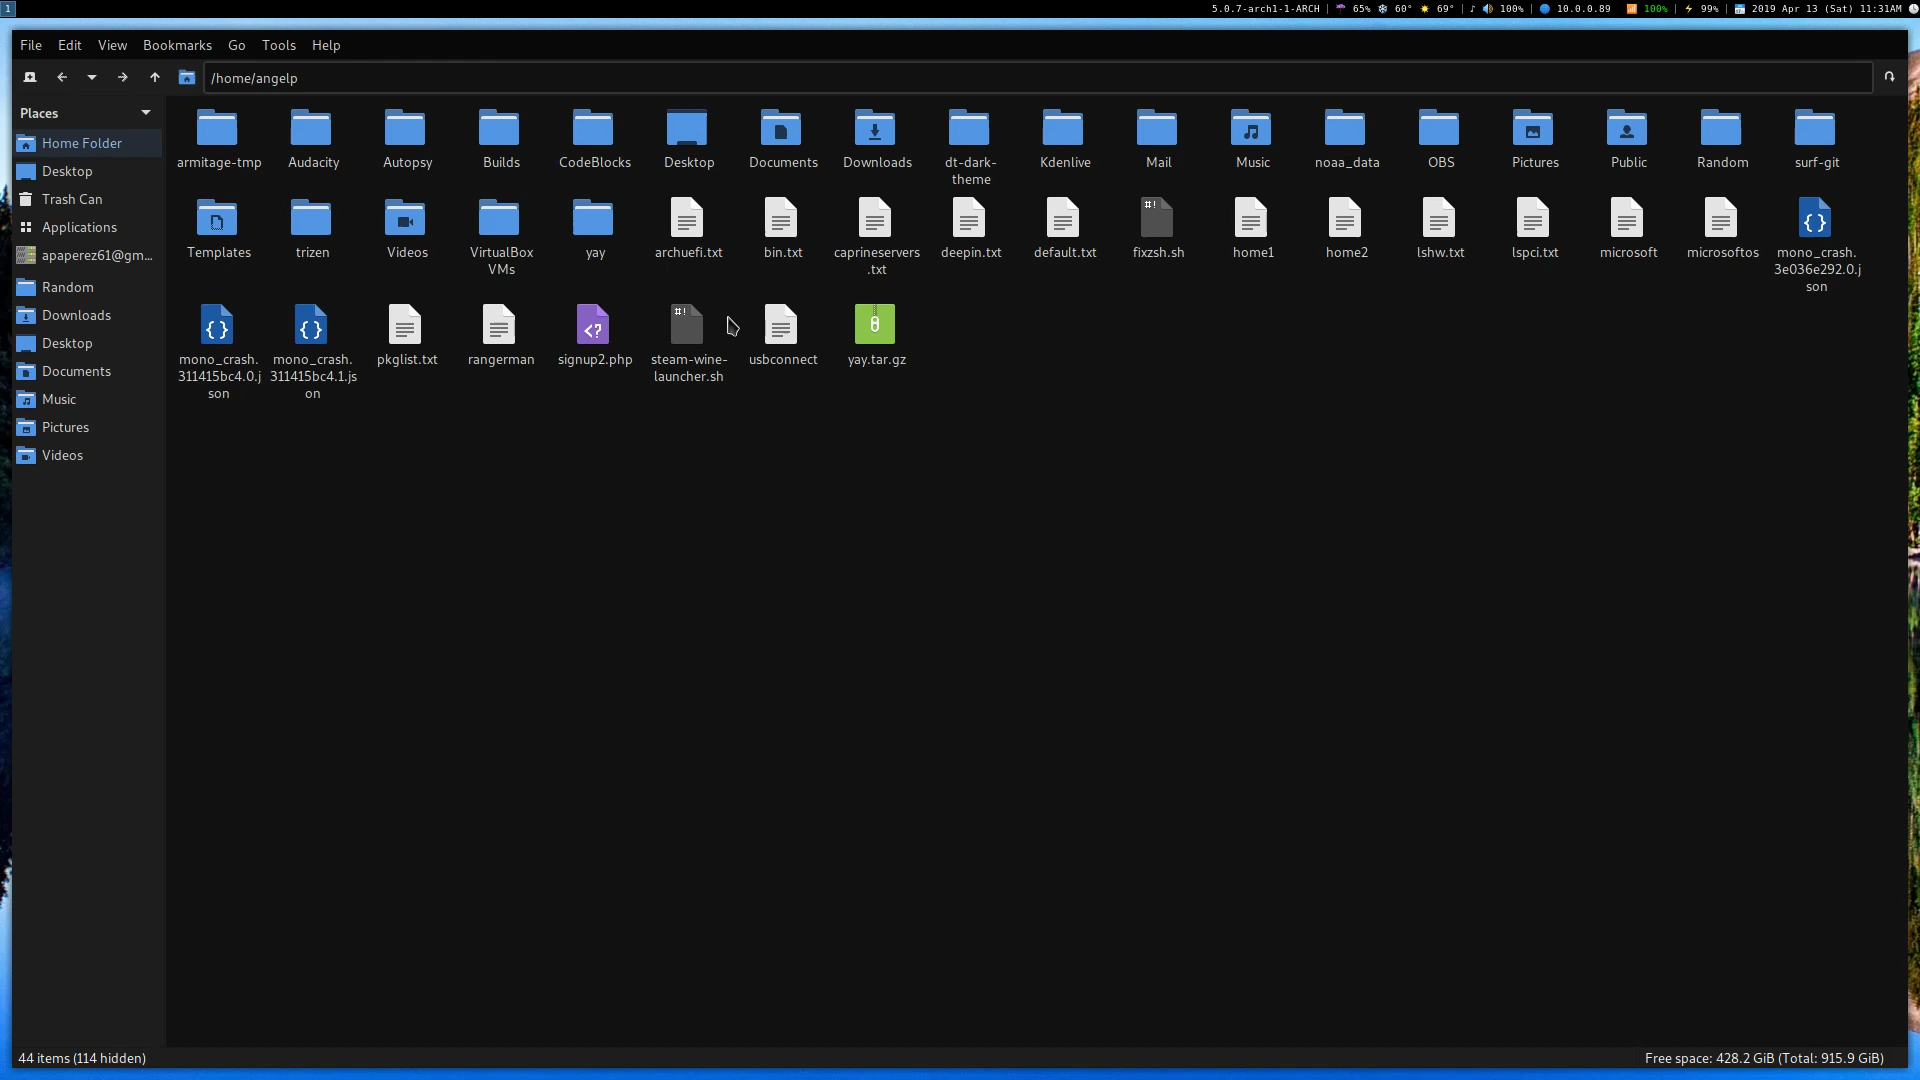 1
5.0.7-arch1-1-ARCH | 65% 60° 69° | 100% | 10.0.0.89 100% | 99% | 2019 Apr 13 (Sat) 11:31AM
File Edit View Bookmarks Go Tools Help
/home/angelp
Places
Home Folder
Desktop
Trash Can
Applications
apaperez61@gm...
Random
Downloads
Desktop
Documents
Music
Pictures
Videos
armitage-tmp Audacity Autopsy Builds CodeBlocks Desktop Documents Downloads dt-dark- Kdenlive Mail Music noaa_data OBS Pictures Public Random surf-git
theme
#!
{}
Templates trizen Videos VirtualBox yay archuefi.txt bin.txt caprineservers deepin.txt default.txt fixzsh.sh home1 home2 lshw.txt lspci.txt microsoft microsoftos mono_crash.
VMs .txt 3e036e292.0.j
son
{} {} <? #!
mono_crash. mono_crash. pkglist.txt rangerman signup2.php steam-wine- usbconnect yay.tar.gz
311415bc4.0.j 311415bc4.1.js launcher.sh
son on
44 items (114 hidden)
Free space: 428.2 GiB (Total: 915.9 GiB)